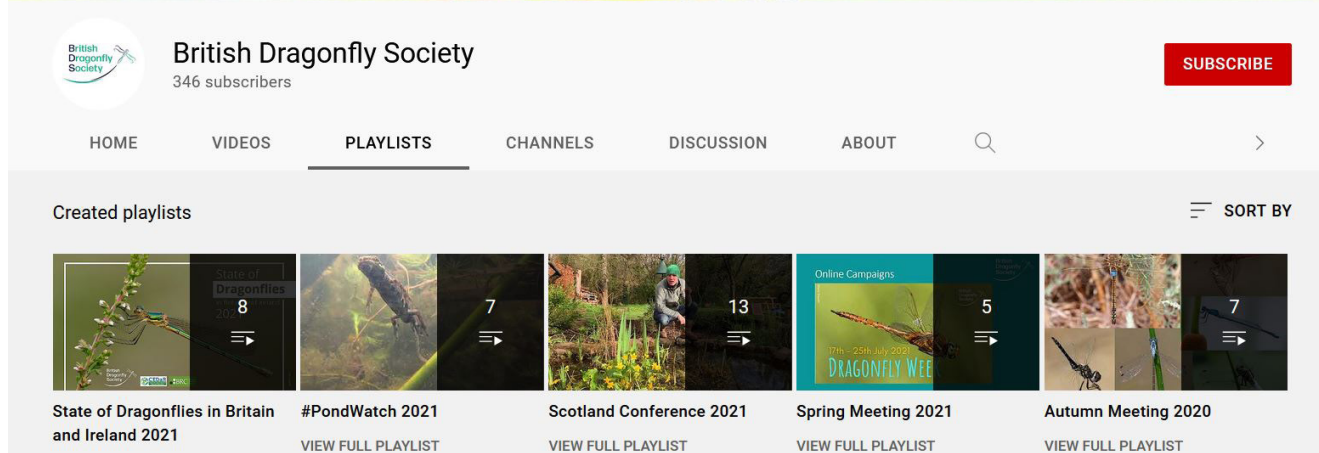 British
Dragonfly
Society
British Dragonfly Society
346 subscribers
SUBSCRIBE
HOME
VIDEOS
PLAYLISTS
CHANNELS
DISCUSSION
ABOUT
Created playlists
SORT BY
State of
Dragonflies
8
7
13
Online Campaigns
17th - 25th July 2021
DRAGONFLY WEE
5
7
State of Dragonflies in Britain
and Ireland 2021
#PondWatch 2021
VIEW FULL PLAYLIST
Scotland Conference 2021
VIEW FULL PLAYLIST
Spring Meeting 2021
VIEW FULL PLAYLIST
Autumn Meeting 2020
VIEW FULL PLAYLIST